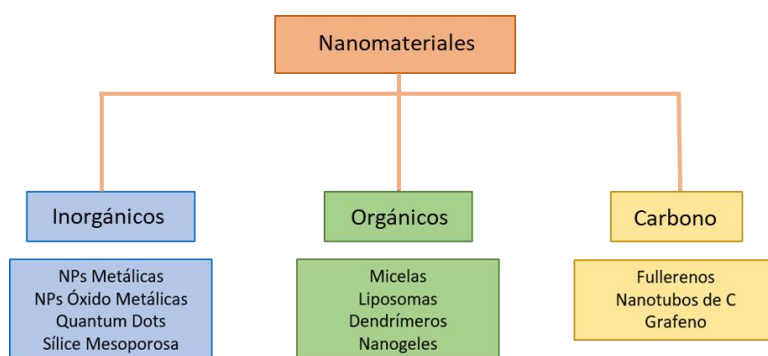 Nanomateriales
Inorgánicos
Orgánicos
Carbono
NPs Metálicas
NPs Óxido Metálicas
Quantum Dots
Sílice Mesoporosa
Micelas
Liposomas
Dendrímeros
Nanogeles
Fullerenos
Nanotubos de C
Grafeno